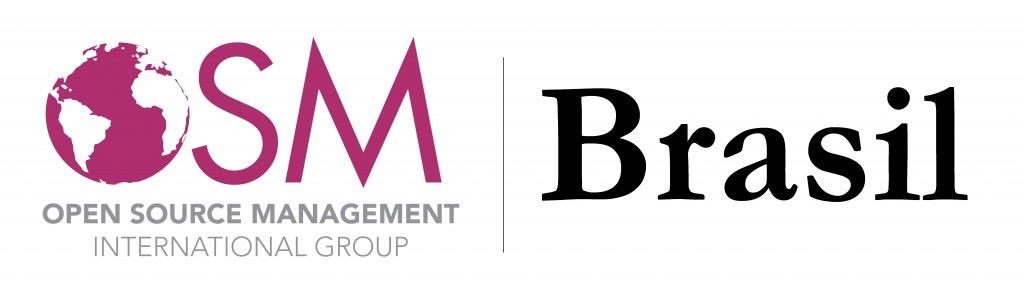 OSM
OPEN SOURCE MANAGEMENT
INTERNATIONAL GROUP
Brasil